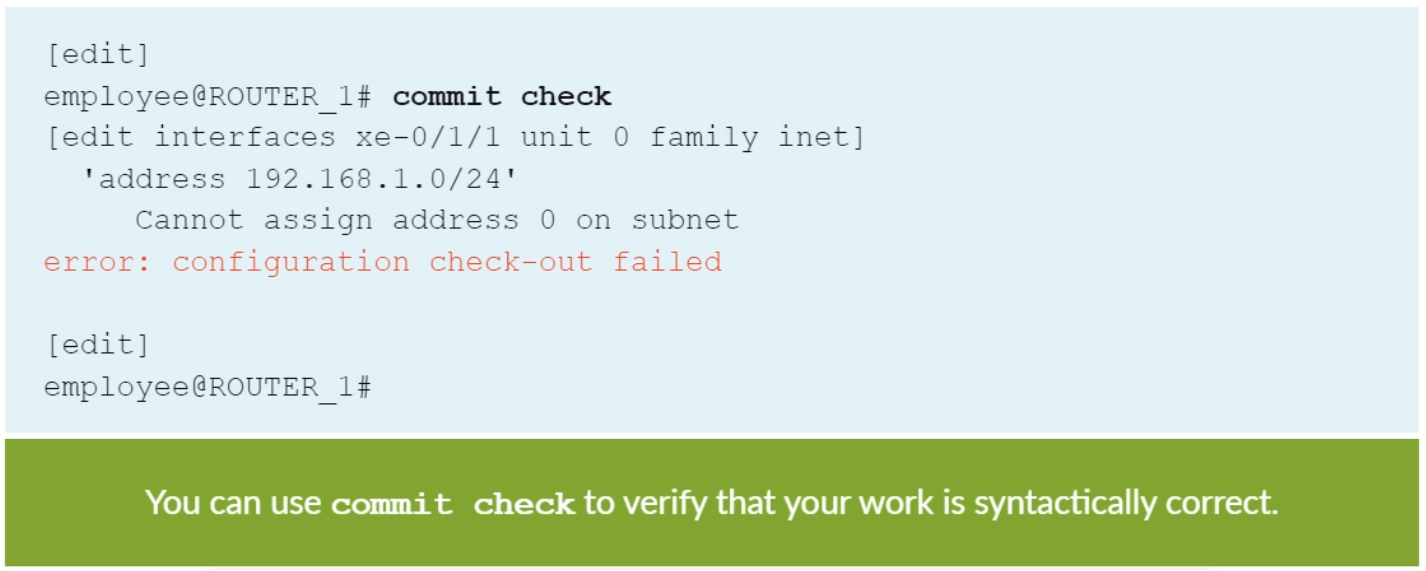 [edit]
employee@ROUTER_1# commit check
[edit interfaces xe-0/1/1 unit 0 family inet]
  'address 192.168.1.0/24'
     Cannot assign address 0 on subnet
error: configuration check-out failed

[edit]
employee@ROUTER_1#
You can use commit check to verify that your work is syntactically correct.